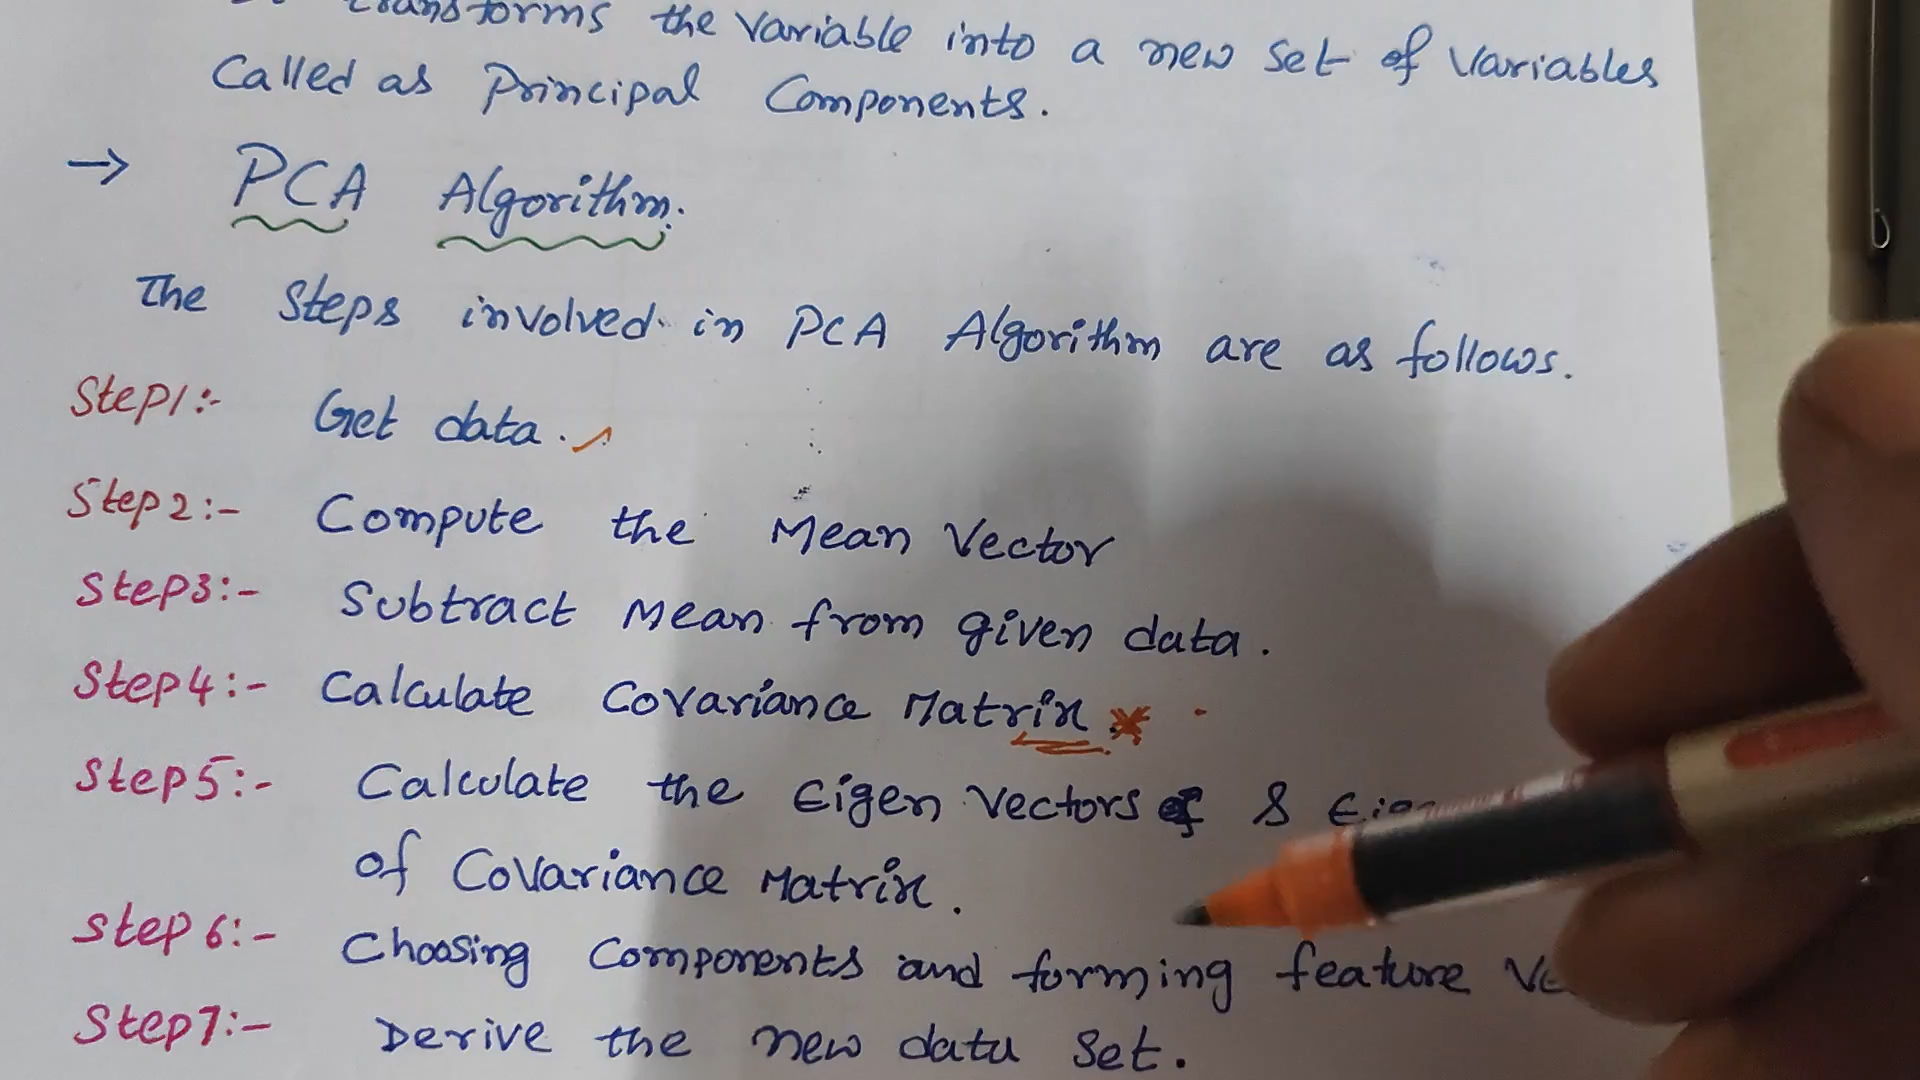 transforms the Variable into a new set of Variables
Called as Principal Components.
→ PCA Algorithm.
The Steps involved in PCA Algorithm are as follows.
Step1:- Get data.
Step2:- Compute the Mean Vector
Step3:- Subtract Mean from given data.
Step4:- Calculate Covariance Matrix.
Step5:- Calculate the Eigen Vectors &
of Covariance Matrix.
Step6:- Choosing Components and forming feature
Step7:- Derive the new data set.